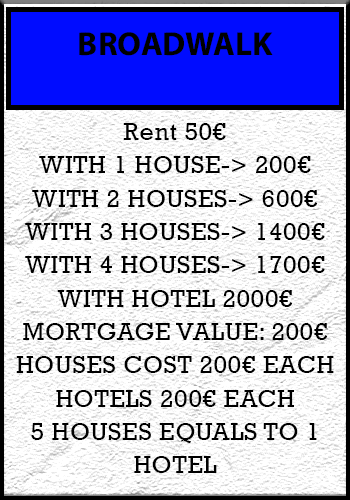 BROADWALK
Rent 50€
WITH 1 HOUSE-> 200€
WITH 2 HOUSES-> 600€
WITH 3 HOUSES-> 1400€
WITH 4 HOUSES-> 1700€
WITH HOTEL 2000€
MORTGAGE VALUE: 200€
HOUSES COST 200€ EACH
HOTELS 200€ EACH
5 HOUSES EQUALS TO 1
HOTEL